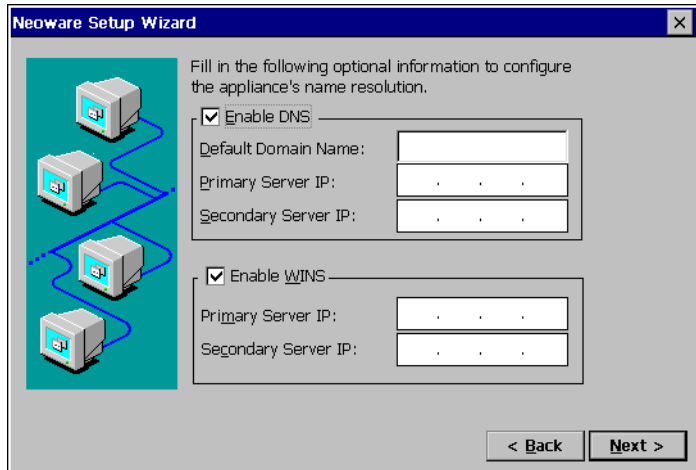 Neoware Setup Wizard
Fill in the following optional information to configure
the appliance's name resolution.
Enable DNS
Default Domain Name:
Primary Server IP:
. . .
Secondary Server IP:
. . .
Enable WINS
Primary Server IP:
. . .
Secondary Server IP:
. . .
< Back
Next >